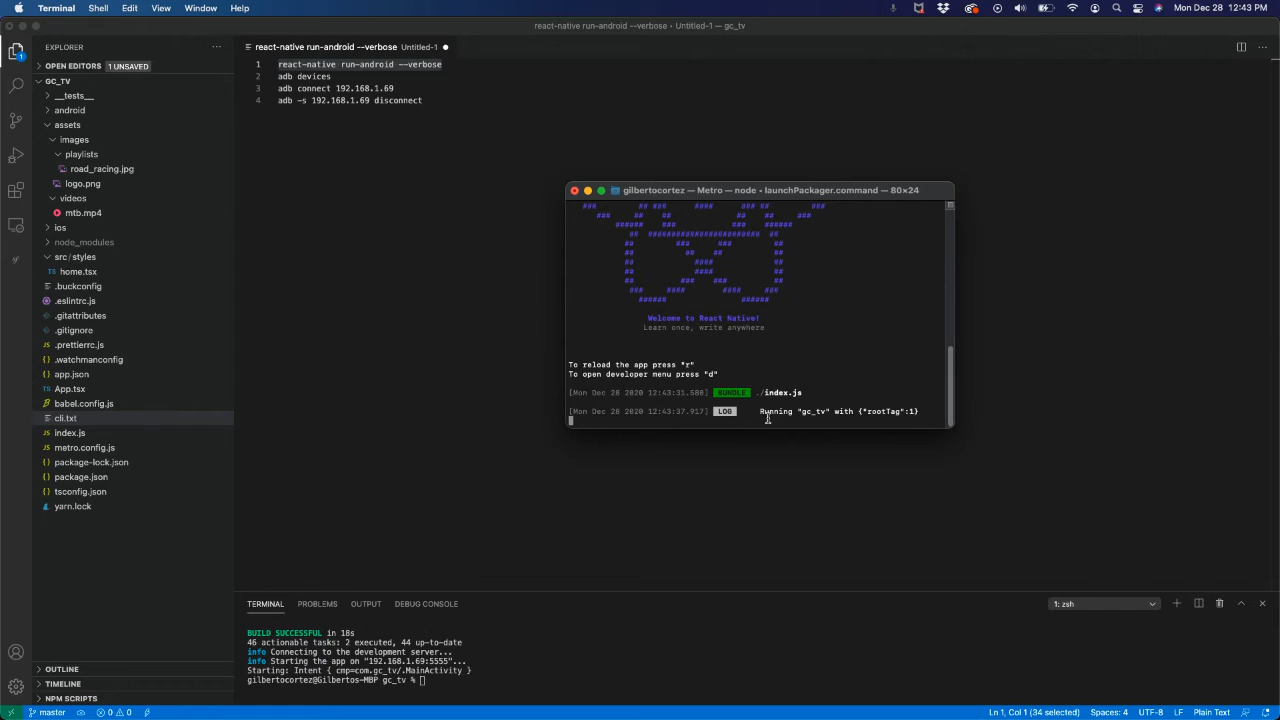 Terminal Shell Edit View Window Help
Mon Dec 28 12:43 PM
react-native run-android --verbose • Untitled-1 — gc_tv
EXPLORER
OPEN EDITORS 1 UNSAVED
GC_TV
__tests__
android
assets
images
playlists
road_racing.jpg
logo.png
videos
mtb.mp4
ios
node_modules
src/styles
home.tsx
.buckconfig
.eslintrc.js
.gitattributes
.gitignore
.prettierrc.js
.watchmanconfig
app.json
App.tsx
babel.config.js
cli.txt
index.js
metro.config.js
package-lock.json
package.json
tsconfig.json
yarn.lock
OUTLINE
TIMELINE
NPM SCRIPTS
react-native run-android --verbose Untitled-1
1 react-native run-android --verbose
2 adb devices
3 adb connect 192.168.1.69
4 adb -s 192.168.1.69 disconnect
gilbertocortez — Metro — node ◂ launchPackager.command — 80×24
Welcome to React Native!
Learn once, write anywhere
To reload the app press "r"
To open developer menu press "d"
[Mon Dec 28 2020 12:43:31.580] BUNDLE ./index.js
[Mon Dec 28 2020 12:43:37.917] LOG Running "gc_tv" with {"rootTag":1}
TERMINAL PROBLEMS OUTPUT DEBUG CONSOLE
1: zsh
BUILD SUCCESSFUL in 18s
46 actionable tasks: 2 executed, 44 up-to-date
info Connecting to the development server...
info Starting the app on "192.168.1.69:5555"...
Starting: Intent { cmp=com.gc_tv/.MainActivity }
gilbertocortez@Gilbertos-MBP gc_tv %
master 0 0
Ln 1, Col 1 (34 selected) Spaces: 4 UTF-8 LF Plain Text